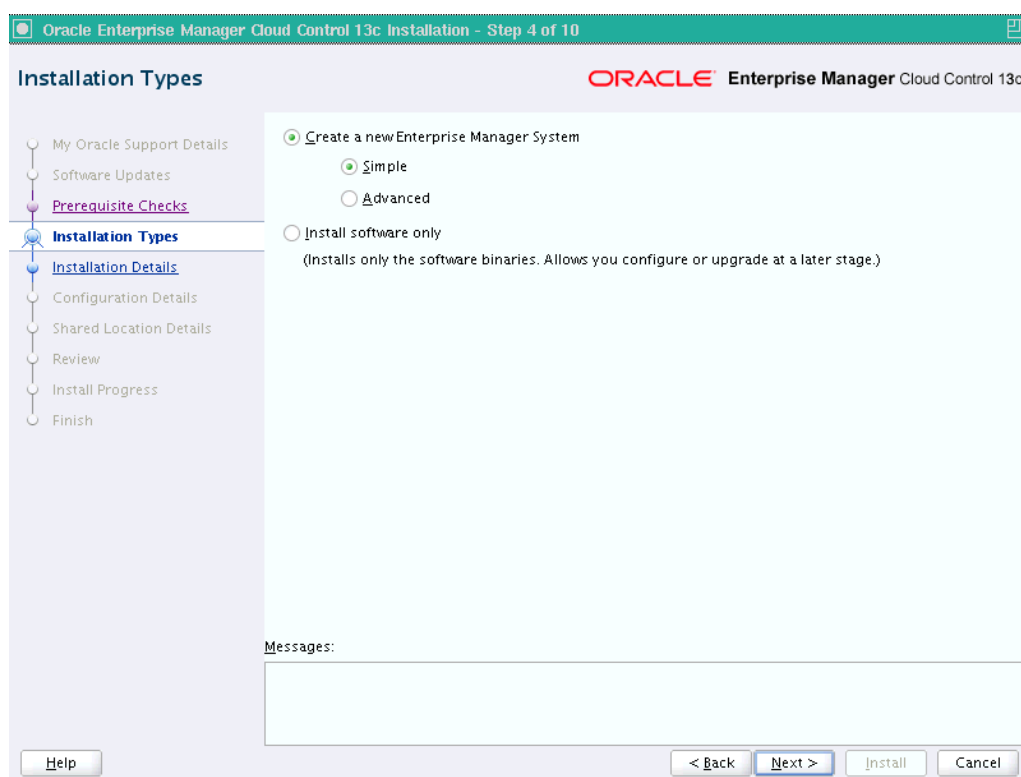 Oracle Enterprise Manager Cloud Control 13c Installation - Step 4 of 10
Installation Types
ORACLE Enterprise Manager Cloud Control 13c
My Oracle Support Details
Software Updates
Prerequisite Checks
Installation Types
Installation Details
Configuration Details
Shared Location Details
Review
Install Progress
Finish
Create a new Enterprise Manager System
Simple
Advanced
Install software only
(Installs only the software binaries. Allows you configure or upgrade at a later stage.)
Messages:
Help
< Back
Next >
Install
Cancel